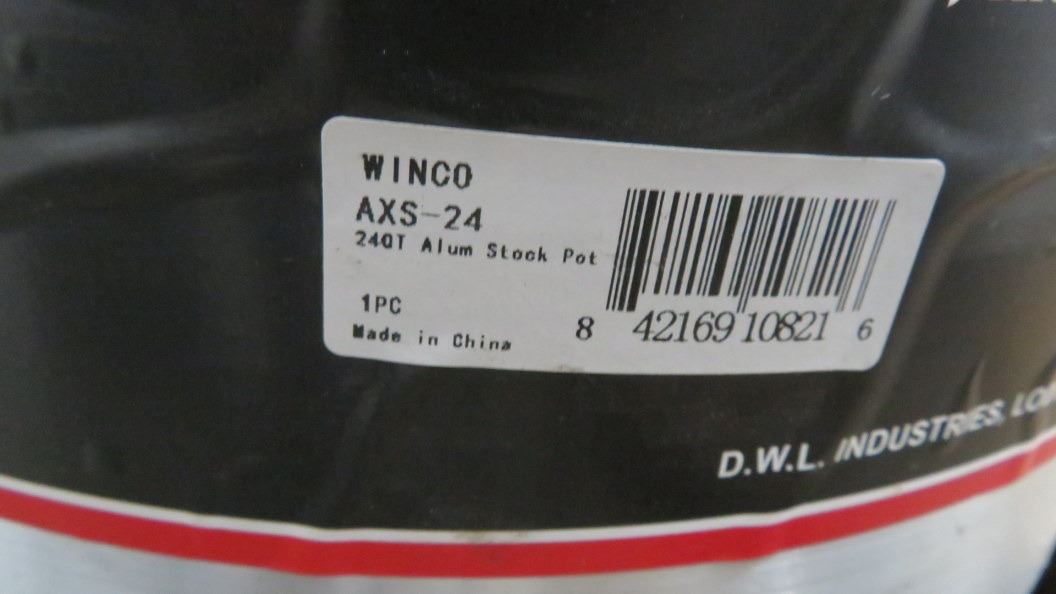 WINCO
AXS-24
24QT Alum Stock Pot
1PC
Made in China
8 42169 10821 6
D.W.L. INDUSTRIES,